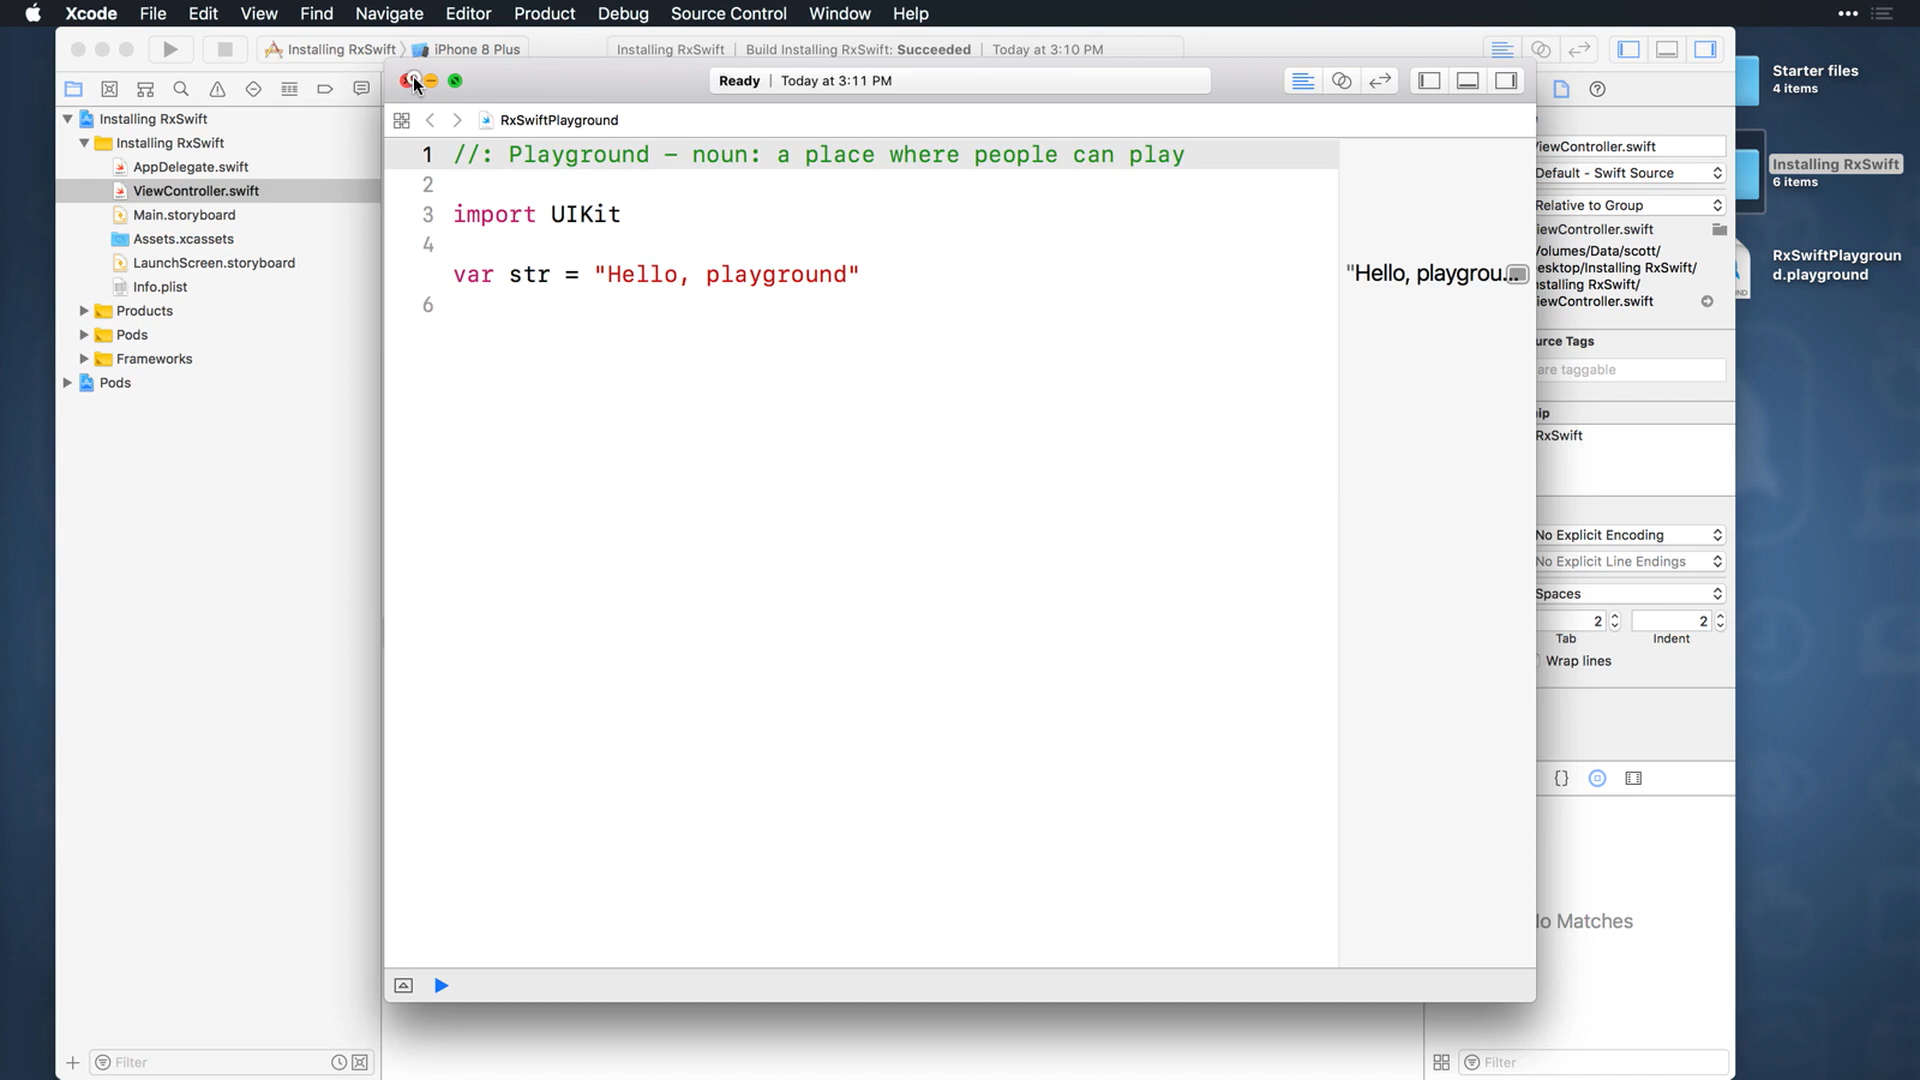 Xcode File Edit View Find Navigate Editor Product Debug Source Control Window Help
Installing RxSwift iPhone 8 Plus
Installing RxSwift | Build Installing RxSwift: Succeeded | Today at 3:10 PM
Ready | Today at 3:11 PM
RxSwiftPlayground
1 //: Playground – noun: a place where people can play
2
3 import UIKit
4
var str = "Hello, playground"
6
"Hello, playgrou...
Installing RxSwift
Installing RxSwift
AppDelegate.swift
ViewController.swift
Main.storyboard
Assets.xcassets
LaunchScreen.storyboard
Info.plist
Products
Pods
Frameworks
Pods
Filter
iewController.swift
Default - Swift Source
Relative to Group
iewController.swift
olumes/Data/scott/
esktop/Installing RxSwift/
stalling RxSwift/
iewController.swift
urce Tags
are taggable
ip
RxSwift
No Explicit Encoding
No Explicit Line Endings
Spaces
2 2
Tab Indent
Wrap lines
{}
lo Matches
Filter
Starter files
4 items
Installing RxSwift
6 items
RxSwiftPlaygroun
d.playground